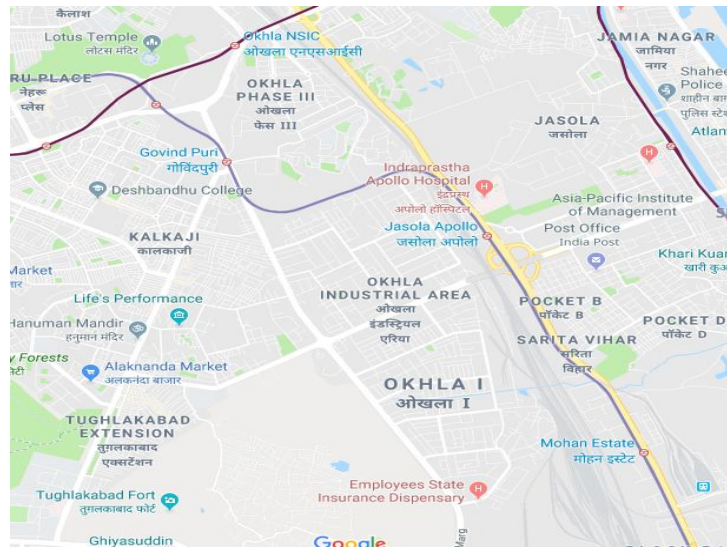 कैलाश
Lotus Temple
लोटस मंदिर
Okhla NSIC
ओखला एनएसआईसी
JAMIA NAGAR
जामिया
नगर
RU PLACE
नेहरू
प्लेस
OKHLA
PHASE III
ओखला
फेस III
Shahee
Police
शाहीन बा
पुलिस स्टे
JASOLA
जसोला
Atlan
Govind Puri
गोविंदपुरी
Indraprastha
Apollo Hospital
इंद्रप्रस्थ
अपोलो हॉस्पिटल
Deshbandhu College
Asia-Pacific Institute
of Management
Jasola Apollo
जसोला अपोलो
Post Office
India Post
KALKAJI
कालकाजी
Khari Kuan
खारी कुआ
Market
ार
OKHLA
INDUSTRIAL AREA
ओखला
इंडस्ट्रियल
एरिया
Life's Performance
POCKET B
पॉकेट B
POCKET D
पॉकेट D
Hanuman Mandir
हनुमान मंदिर
SARITA VIHAR
सरिता
विहार
y Forests
सिटी
Alaknanda Market
अलकनंदा बाजार
OKHLA I
ओखला I
TUGHLAKABAD
EXTENSION
तुग़लकाबाद
एक्सटेंशन
Mohan Estate
मोहन इस्टेट
Employees State
Insurance Dispensary
Tughlakabad Fort
तुगलकाबाद फोर्ट
Marg
Ghiyasuddin
Google